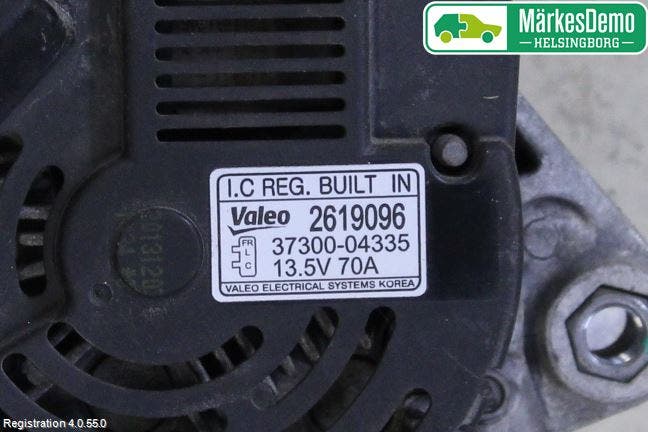 MärkesDemo
HELSINGBORG
I.C REG. BUILT IN
Valeo 2619096
FR
L
C
37300-04335
13.5V 70A
VALEO ELECTRICAL SYSTEMS KOREA
Registration 4.0.55.0